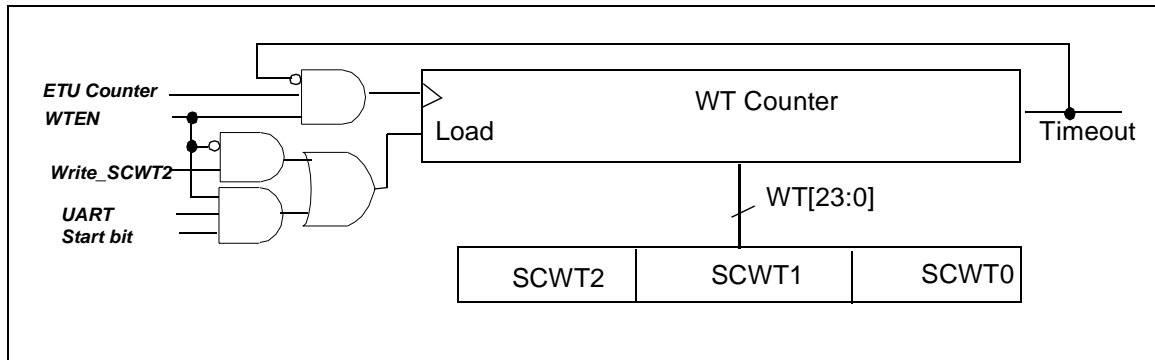 ETU Counter
WTEN
Write_SCWT2
UART
Start bit
WT Counter
Load
Timeout
WT[23:0]
SCWT2 SCWT1 SCWT0